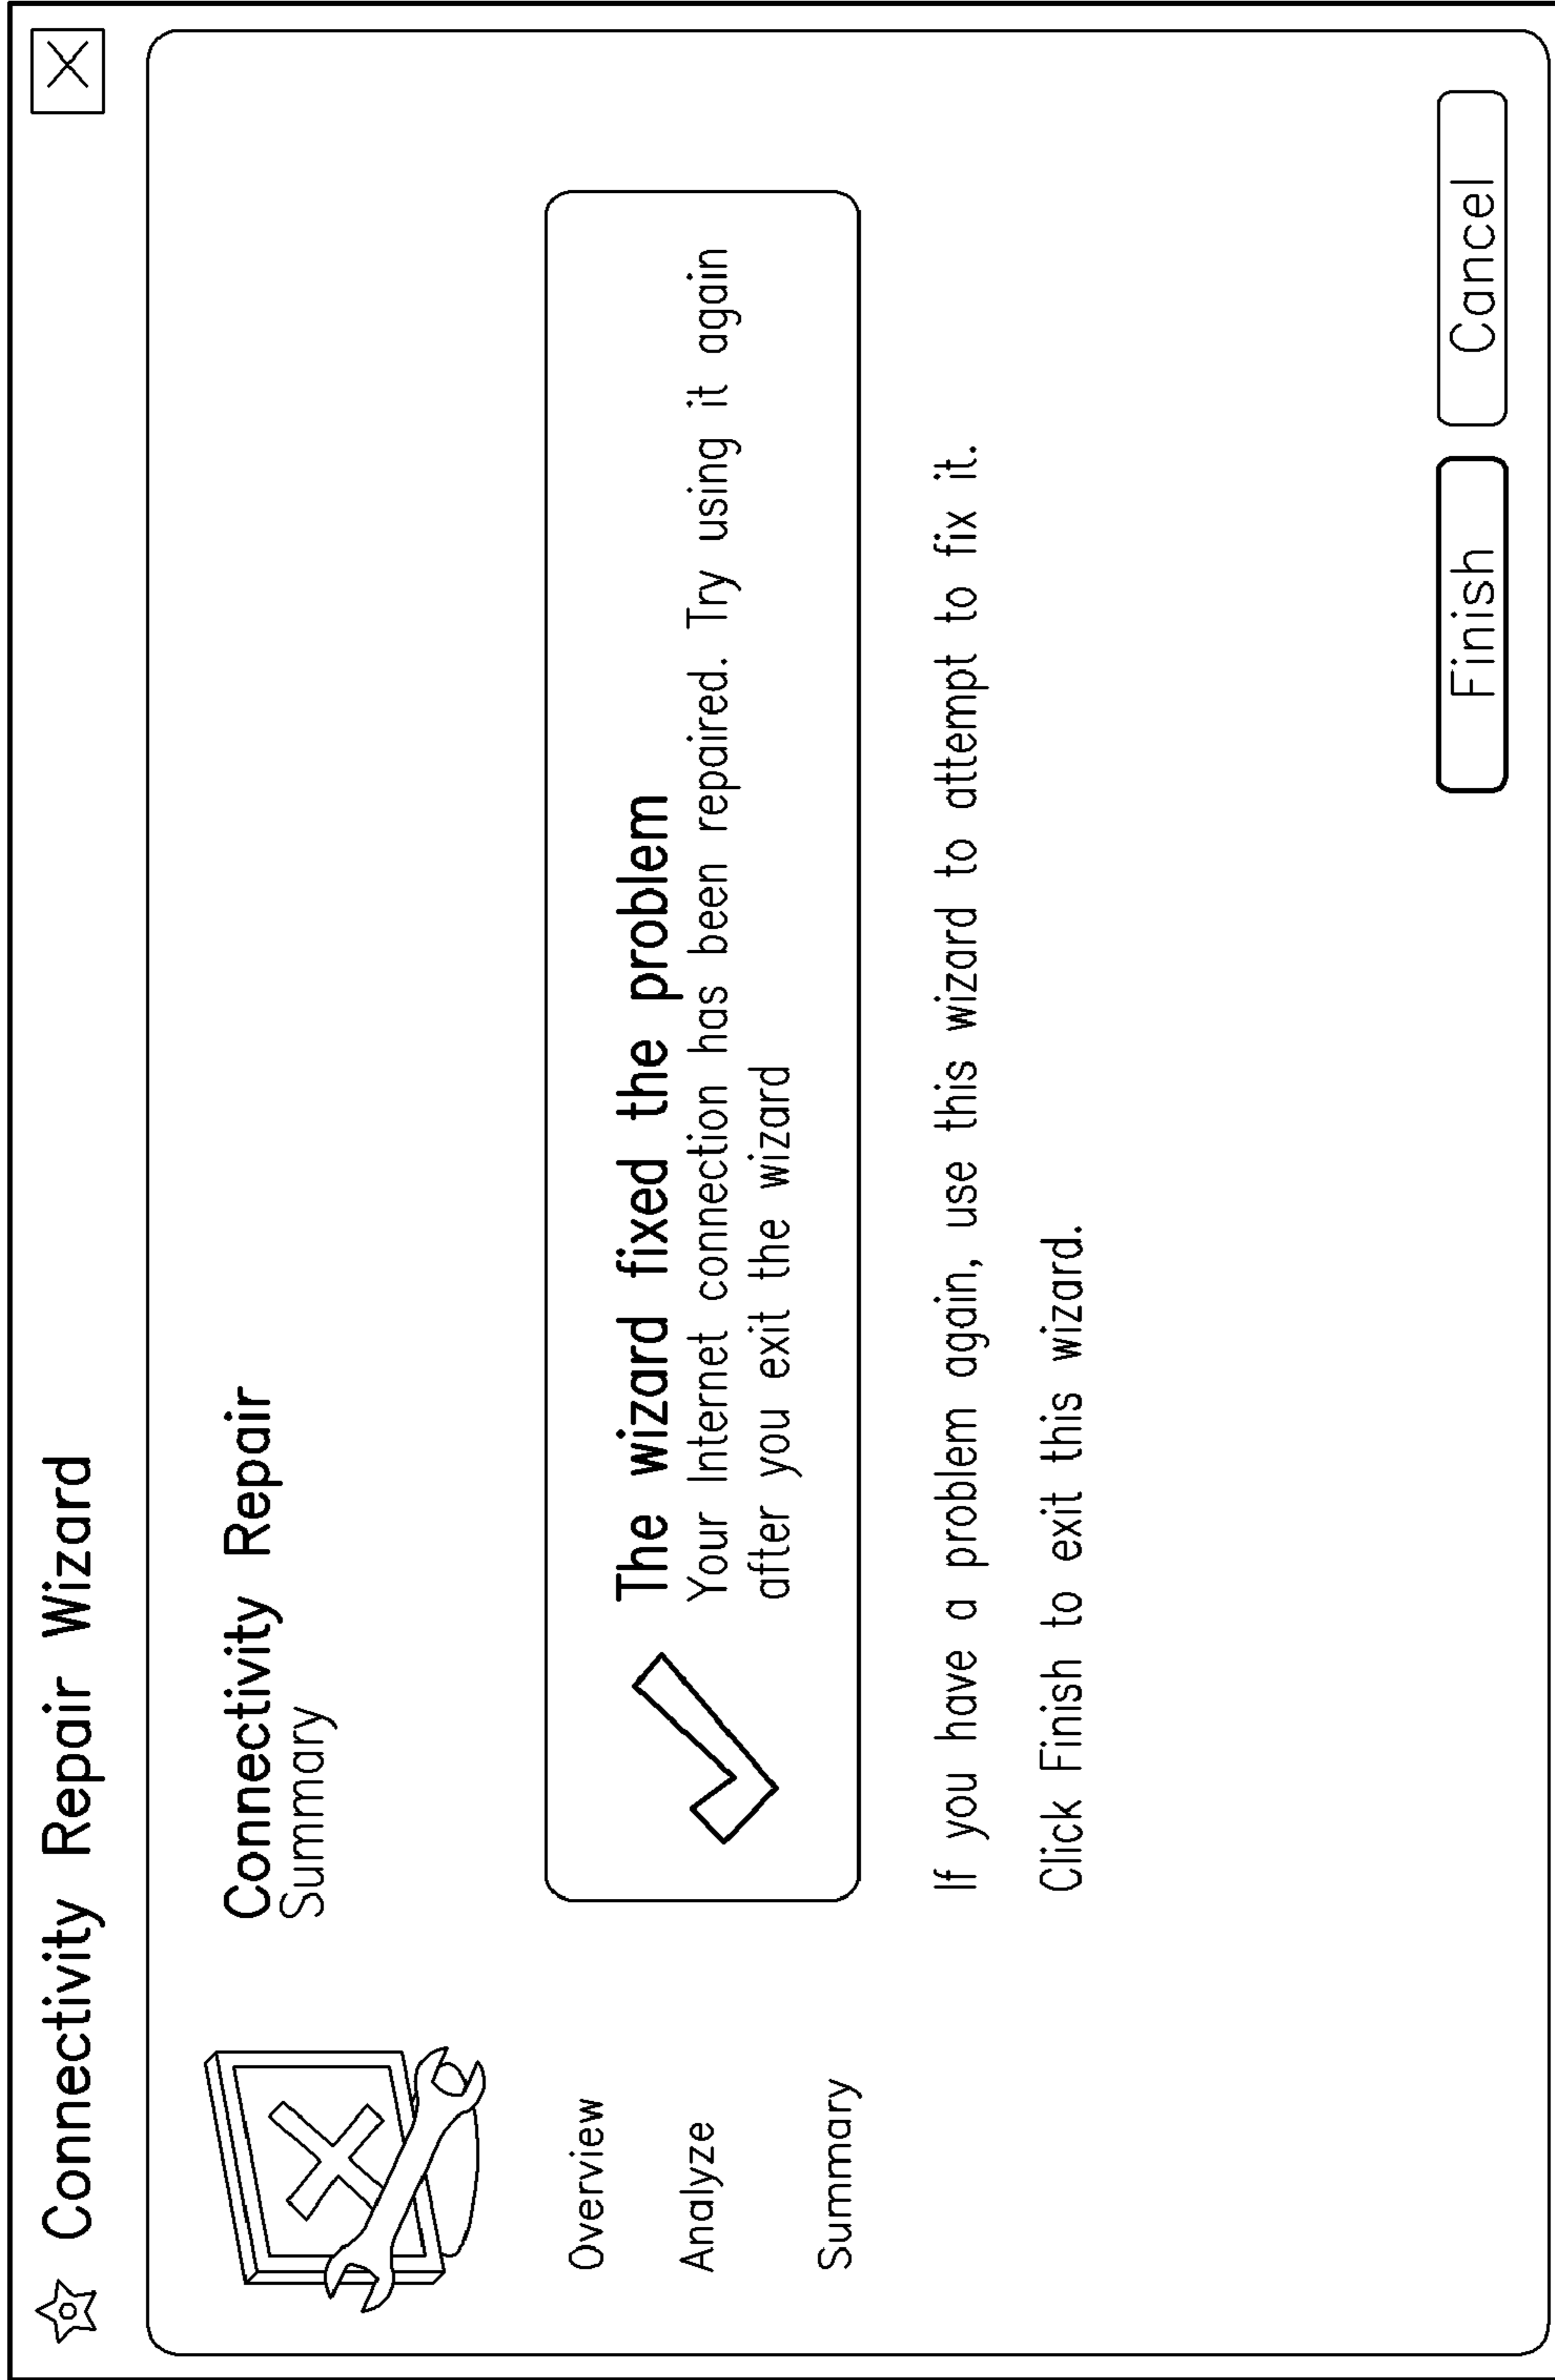 Connectivity Repair Wizard
Connectivity Repair
Summary
Overview
Analyze
Summary
The wizard fixed the problem
Your Internet connection has been repaired. Try using it again
after you exit the wizard
If you have a problem again, use this wizard to attempt to fix it.
Click Finish to exit this wizard.
Finish
Cancel